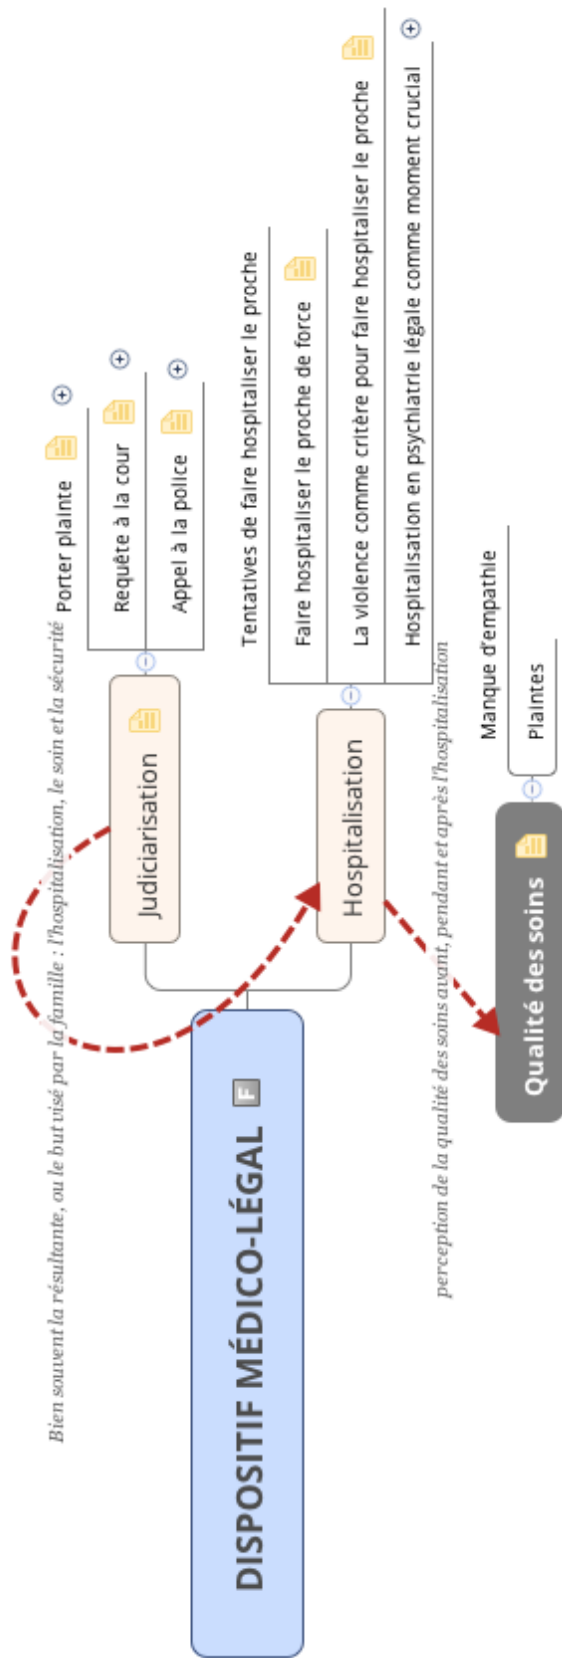 Bien souvent la résultante, ou le but visé par la famille : l'hospitalisation, le soin et la sécurité
DISPOSITIF MÉDICO-LÉGAL
F
Judiciarisation
Porter plainte
Requête à la cour
Appel à la police
Hospitalisation
Tentatives de faire hospitaliser le proche
Faire hospitaliser le proche de force
La violence comme critère pour faire hospitaliser le proche
Hospitalisation en psychiatrie légale comme moment crucial
perception de la qualité des soins avant, pendant et après l'hospitalisation
Qualité des soins
Manque d'empathie
Plaintes